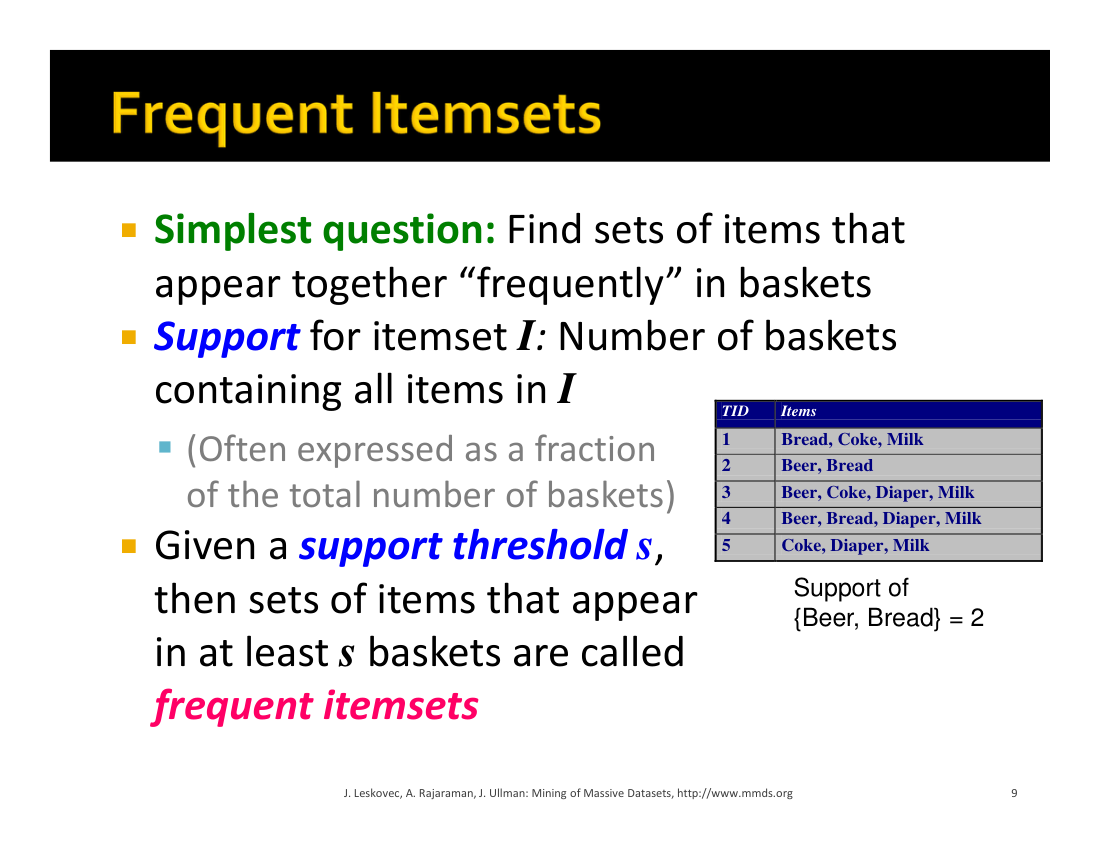 Frequent Itemsets
Simplest question: Find sets of items that
appear together “frequently” in baskets
Support for itemset I: Number of baskets
containing all items in I
(Often expressed as a fraction
of the total number of baskets)
Given a support threshold s,
then sets of items that appear
in at least s baskets are called
frequent itemsets
TID Items
1 Bread, Coke, Milk
2 Beer, Bread
3 Beer, Coke, Diaper, Milk
4 Beer, Bread, Diaper, Milk
5 Coke, Diaper, Milk
Support of
{Beer, Bread} = 2
J. Leskovec, A. Rajaraman, J. Ullman: Mining of Massive Datasets, http://www.mmds.org
9